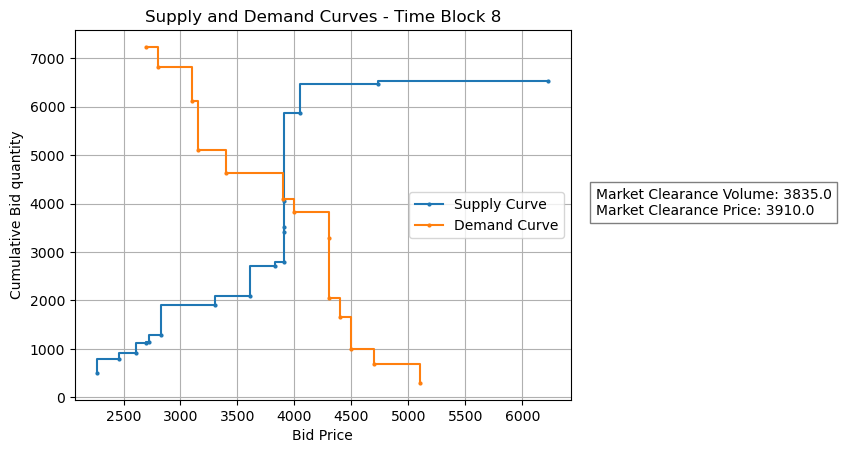 Supply and Demand Curves - Time Block 8
Cumulative Bid quantity
7000
6000
5000
4000
3000
2000
1000
0
2500 3000 3500 4000 4500 5000 5500 6000
Bid Price
Supply Curve
Demand Curve
Market Clearance Volume: 3835.0
Market Clearance Price: 3910.0